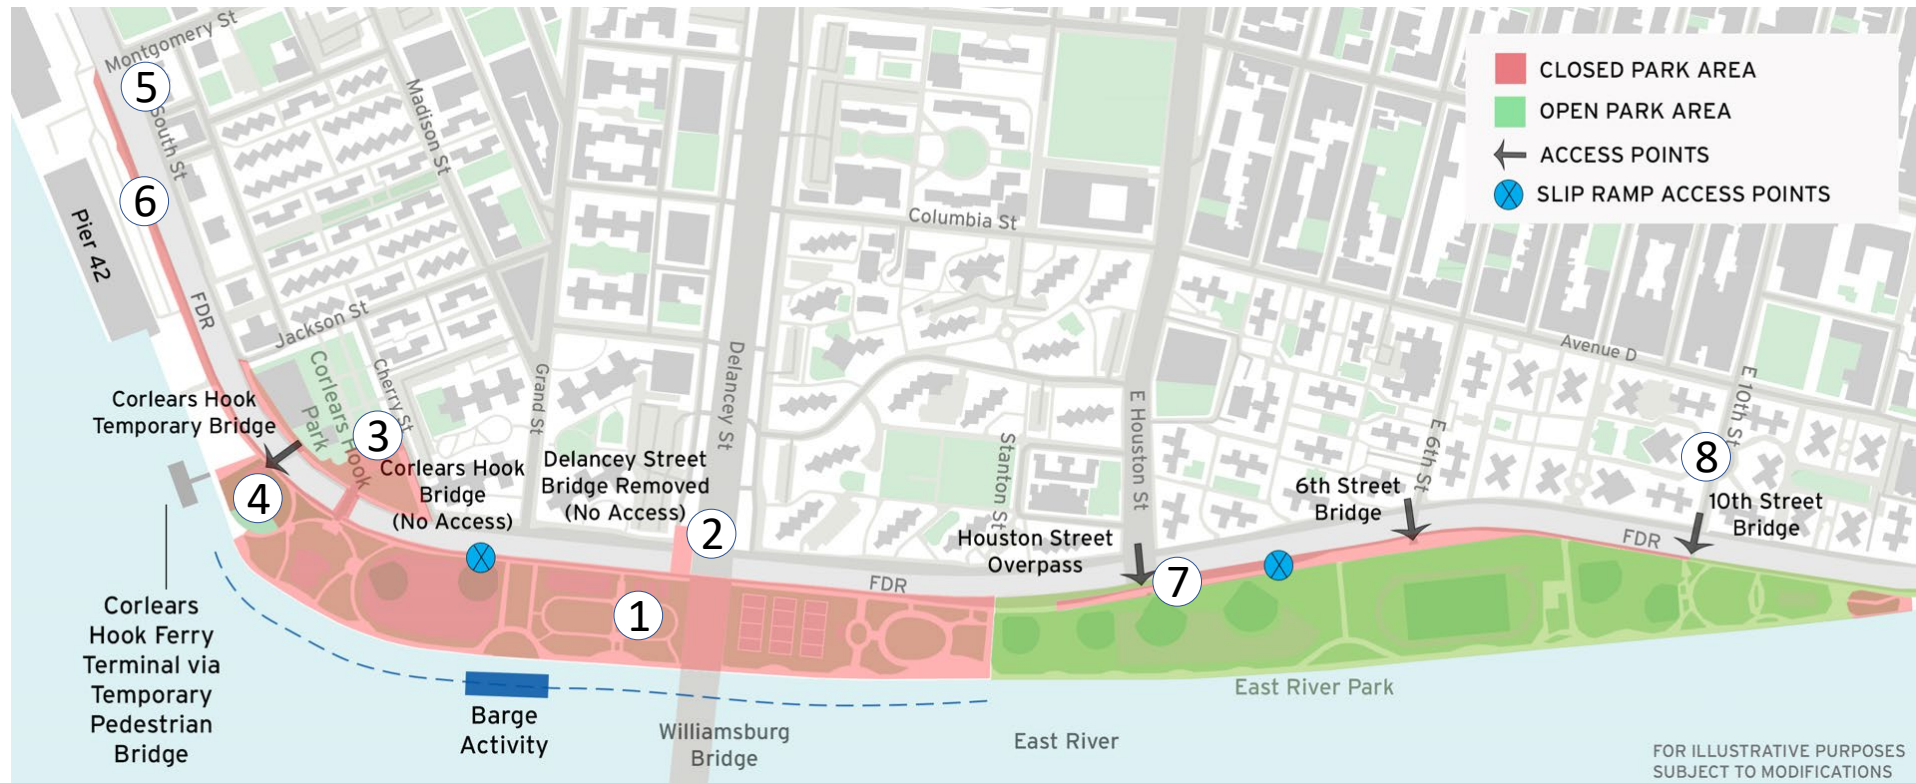 Montgomery St
5
South St
Madison St
CLOSED PARK AREA
OPEN PARK AREA
ACCESS POINTS
SLIP RAMP ACCESS POINTS
6
Pier 42
Columbia St
FDR
Jackson St
Corlears Hook
Park
Cherry St
Grand St
Delancey St
Avenue D
E 10th St
Corlears Hook
Temporary Bridge
3
4
Corlears Hook
Bridge
(No Access)
Delancey Street
Bridge Removed
(No Access)
2
Stanton St
E Houston St
E 6th St
8
6th Street
Bridge
10th Street
Bridge
Houston Street
Overpass
FDR
FDR
7
1
Corlears
Hook Ferry
Terminal via
Temporary
Pedestrian
Bridge
Barge
Activity
Williamsburg
Bridge
East River
East River Park
FOR ILLUSTRATIVE PURPOSES
SUBJECT TO MODIFICATIONS